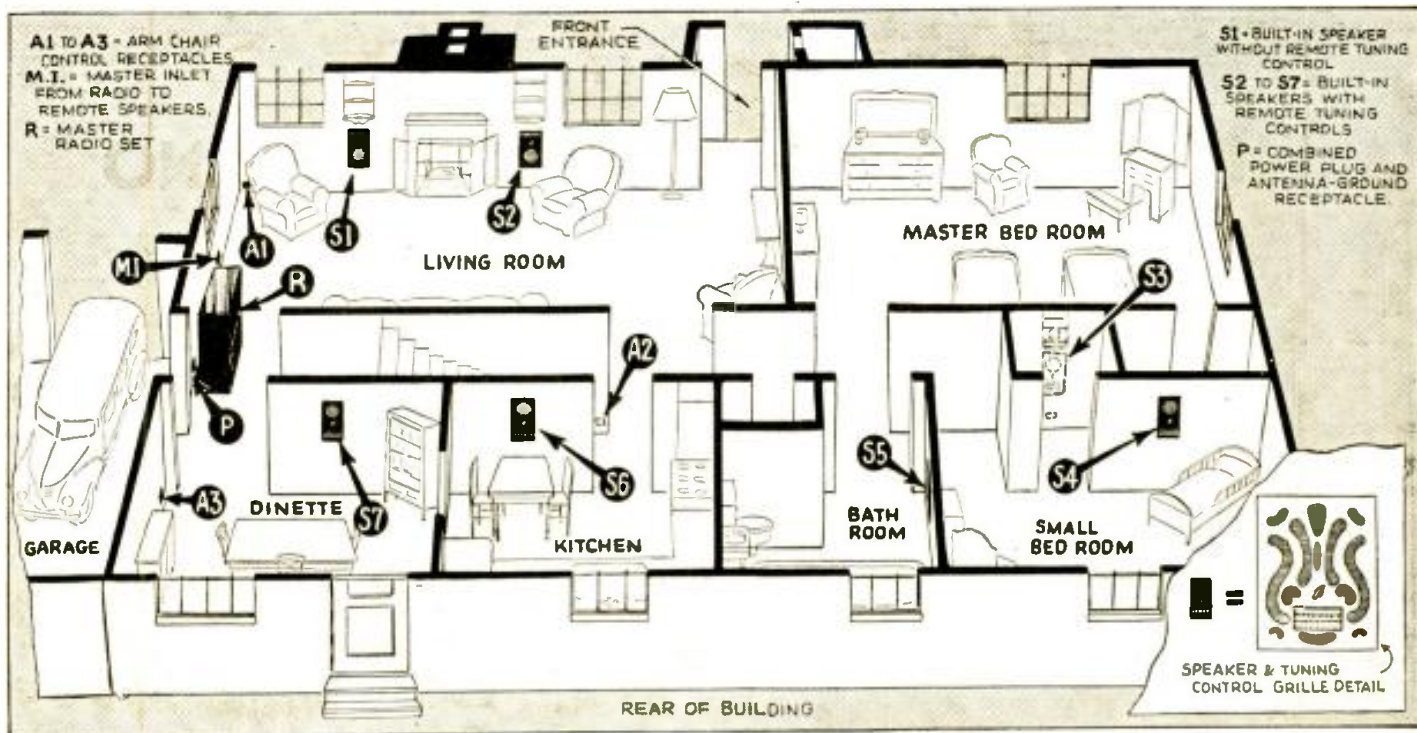 A1 TO A3 = ARM CHAIR
CONTROL RECEPTACLES
M.I. = MASTER INLET
FROM RADIO TO
REMOTE SPEAKERS.
R = MASTER
RADIO SET
FRONT
ENTRANCE
S1 = BUILT-IN SPEAKER
WITHOUT REMOTE TUNING
CONTROL
S2 TO S7 = BUILT-IN
SPEAKERS WITH
REMOTE TUNING
CONTROLS
P = COMBINED
POWER PLUG AND
ANTENNA-GROUND
RECEPTACLE.
A1
S1
S2
M.I
R
LIVING ROOM
MASTER BED ROOM
S3
A2
P
A3
DINETTE
S7
S6
KITCHEN
S5
BATH
ROOM
S4
SMALL
BED ROOM
GARAGE
=
SPEAKER & TUNING
CONTROL GRILLE DETAIL
REAR OF BUILDING